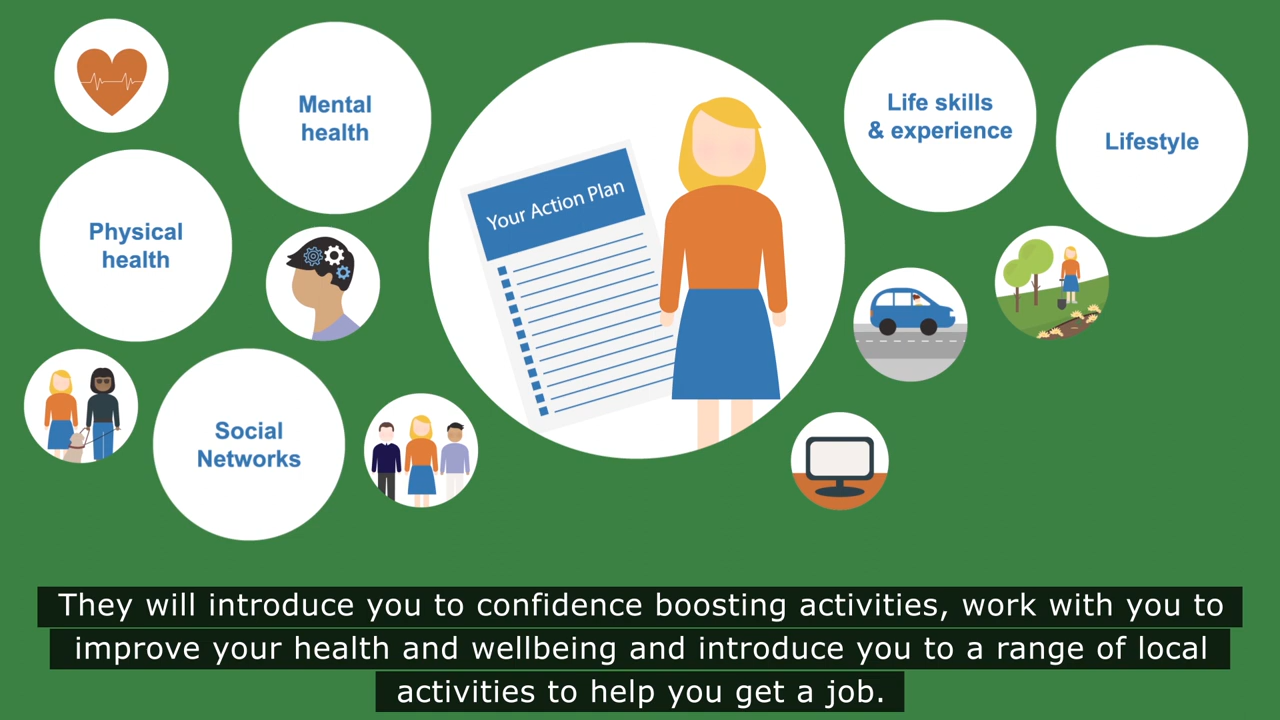 Mental
health
Physical
health
Social
Networks
Your Action Plan
Life skills
& experience
Lifestyle
They will introduce you to confidence boosting activities, work with you to
improve your health and wellbeing and introduce you to a range of local
activities to help you get a job.